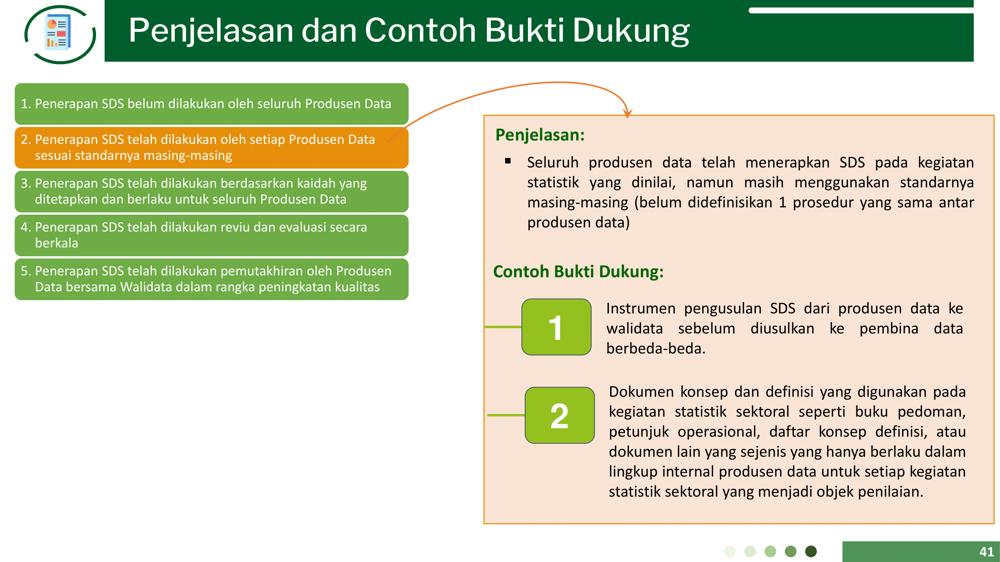 Penjelasan dan Contoh Bukti Dukung
1. Penerapan SDS belum dilakukan oleh seluruh Produsen Data
2. Penerapan SDS telah dilakukan oleh setiap Produsen Data
sesuai standarnya masing-masing
3. Penerapan SDS telah dilakukan berdasarkan kaidah yang
ditetapkan dan berlaku untuk seluruh Produsen Data
4. Penerapan SDS telah dilakukan reviu dan evaluasi secara
berkala
5. Penerapan SDS telah dilakukan pemutakhiran oleh Produsen
Data bersama Walidata dalam rangka peningkatan kualitas
Penjelasan:
▪ Seluruh produsen data telah menerapkan SDS pada kegiatan
statistik yang dinilai, namun masih menggunakan standarnya
masing-masing (belum didefinisikan 1 prosedur yang sama antar
produsen data)
Contoh Bukti Dukung:
1
Instrumen pengusulan SDS dari produsen data ke
walidata sebelum diusulkan ke pembina data
berbeda-beda.
2
Dokumen konsep dan definisi yang digunakan pada
kegiatan statistik sektoral seperti buku pedoman,
petunjuk operasional, daftar konsep definisi, atau
dokumen lain yang sejenis yang hanya berlaku dalam
lingkup internal produsen data untuk setiap kegiatan
statistik sektoral yang menjadi objek penilaian.
41